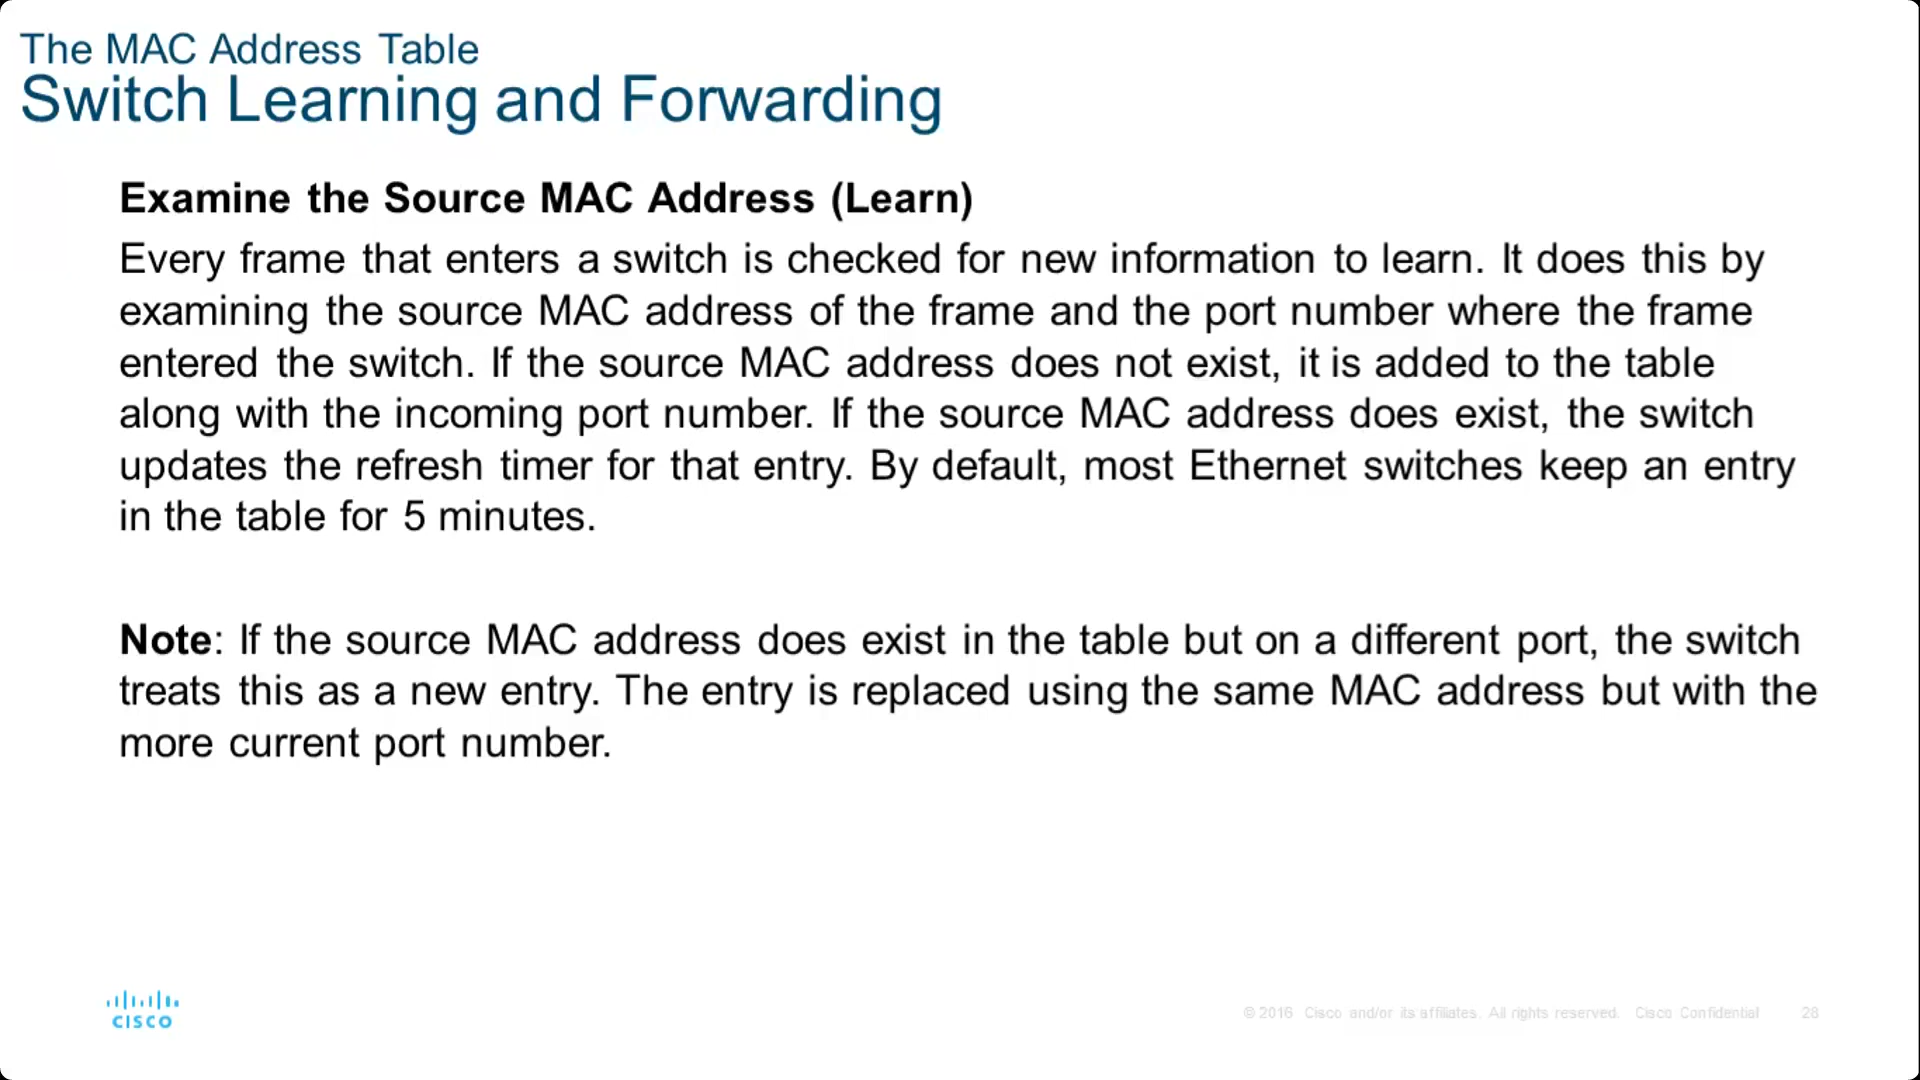 The MAC Address Table
Switch Learning and Forwarding
Examine the Source MAC Address (Learn)
Every frame that enters a switch is checked for new information to learn. It does this by
examining the source MAC address of the frame and the port number where the frame
entered the switch. If the source MAC address does not exist, it is added to the table
along with the incoming port number. If the source MAC address does exist, the switch
updates the refresh timer for that entry. By default, most Ethernet switches keep an entry
in the table for 5 minutes.
Note: If the source MAC address does exist in the table but on a different port, the switch
treats this as a new entry. The entry is replaced using the same MAC address but with the
more current port number.
CISCO
© 2016 Cisco and/or its affiliates. All rights reserved. Cisco Confidential 28